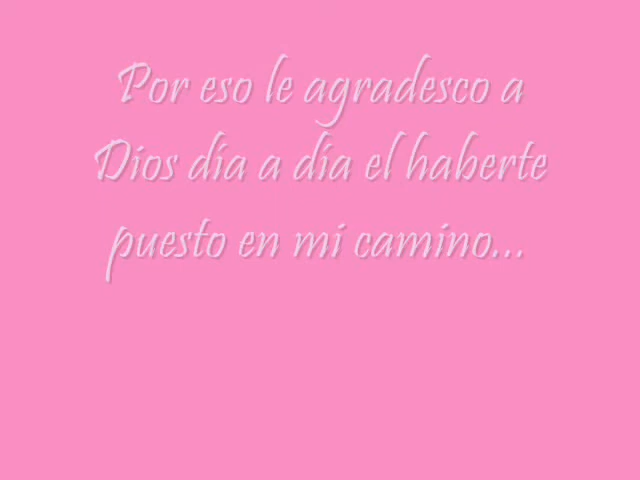 Por eso le agradesco a
Dios día a día el haberte
puesto en mi camino...